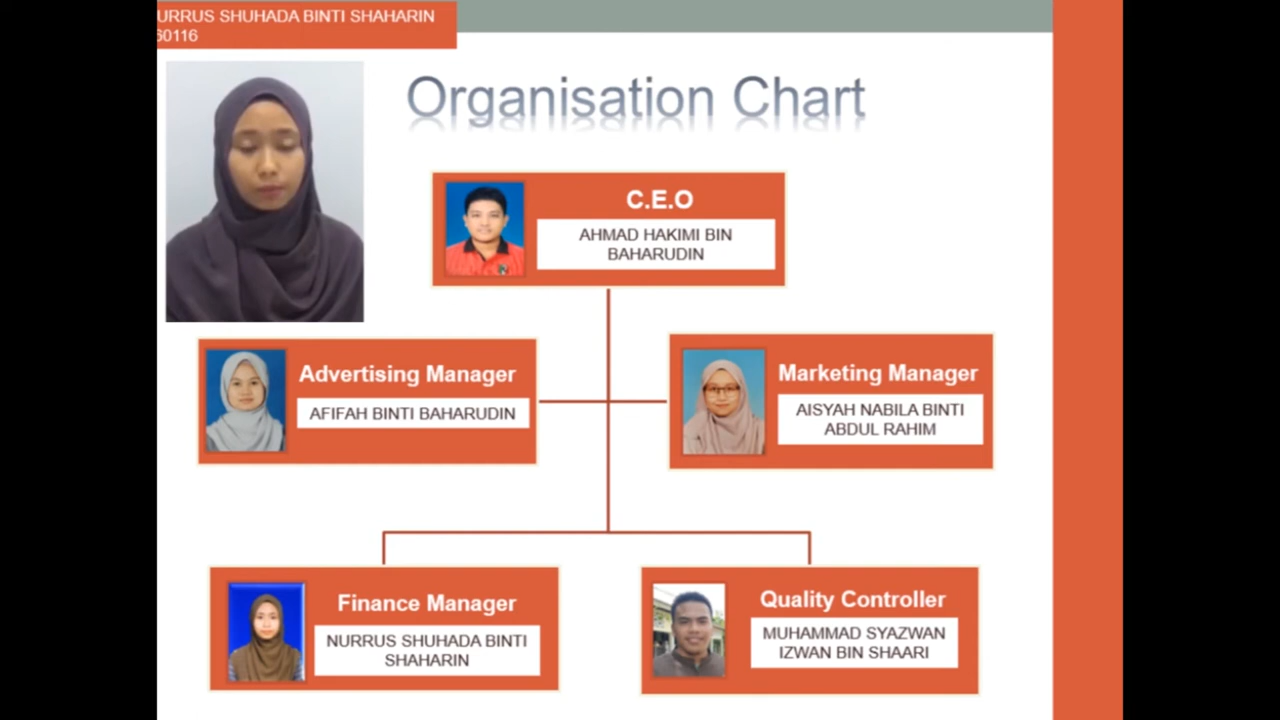 URRUS SHUHADA BINTI SHAHARIN
60116
Organisation Chart
C.E.O
AHMAD HAKIMI BIN
BAHARUDIN
Advertising Manager
AFIFAH BINTI BAHARUDIN
Marketing Manager
AISYAH NABILA BINTI
ABDUL RAHIM
Finance Manager
NURRUS SHUHADA BINTI
SHAHARIN
Quality Controller
MUHAMMAD SYAZWAN
IZWAN BIN SHAARI